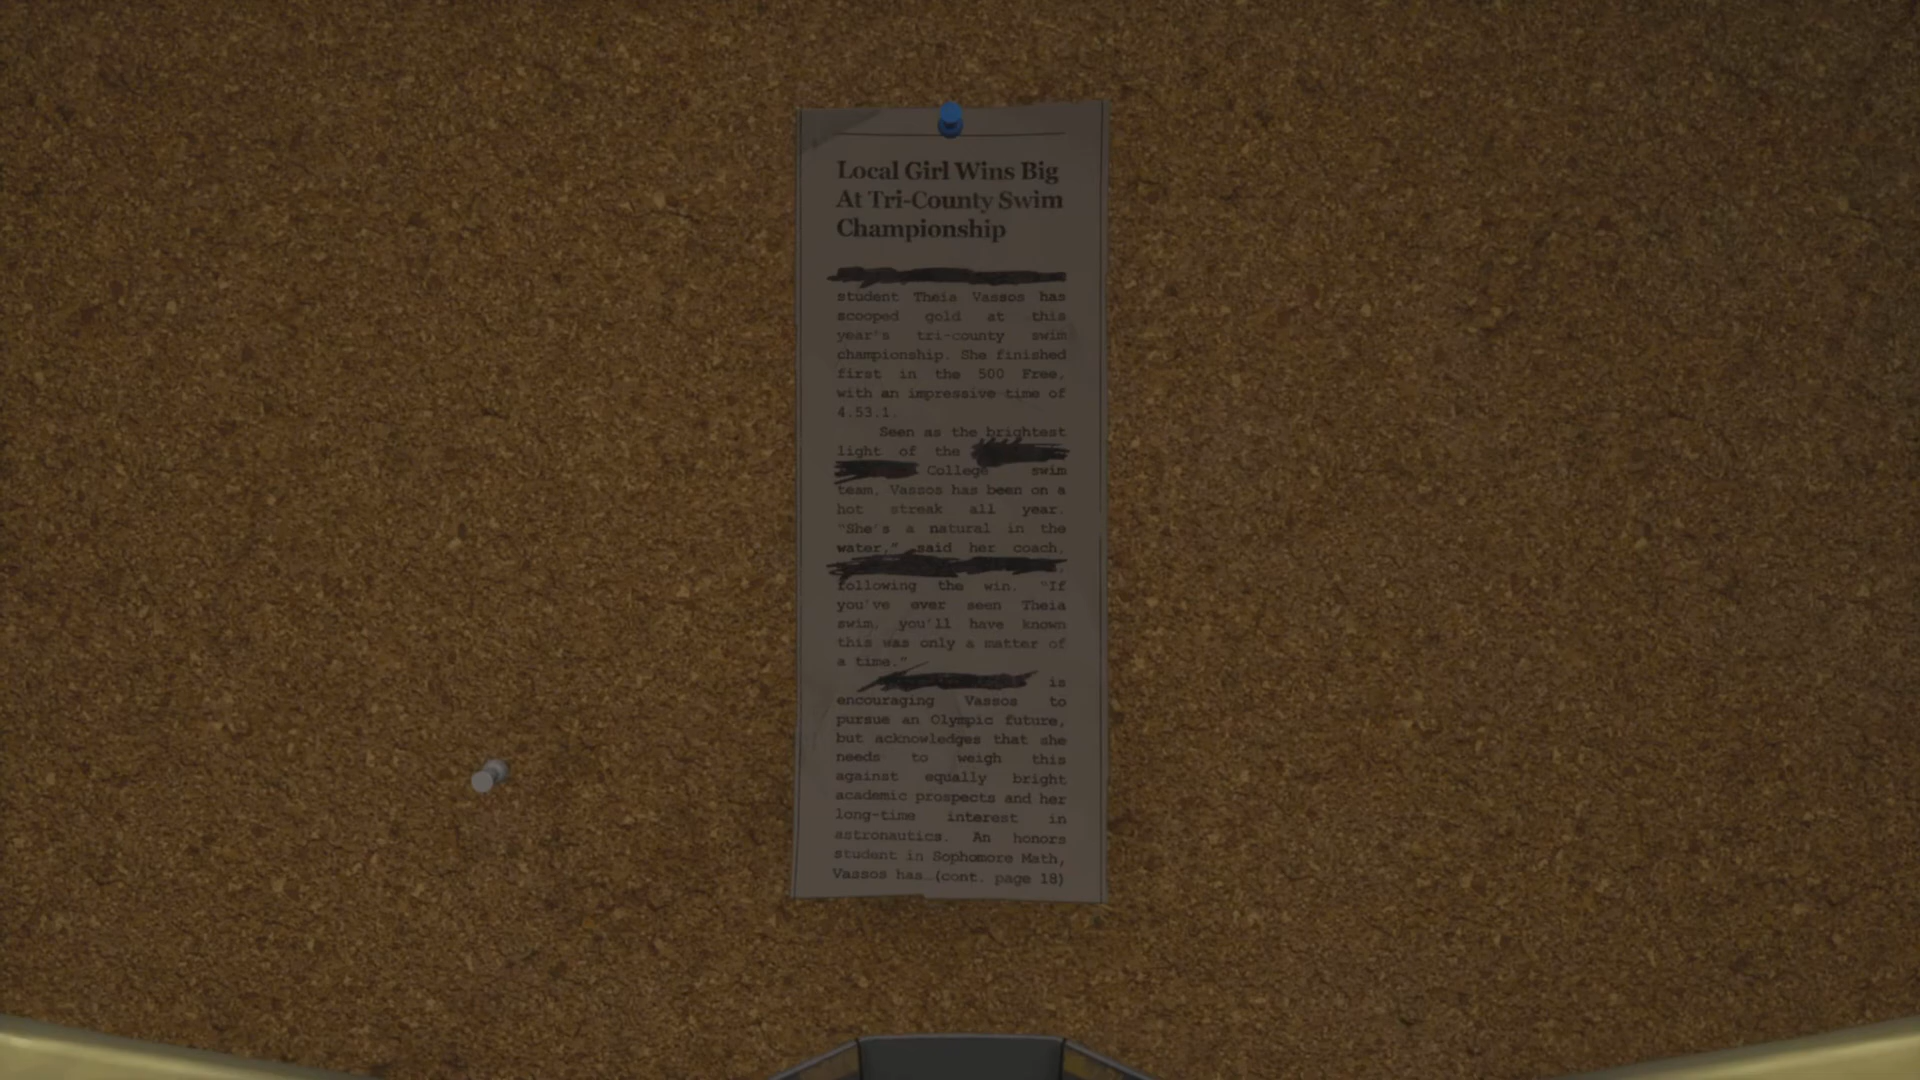 Local Girl Wins Big
At Tri-County Swim
Championship
student Theia Vassos has
scooped gold at this
year's tri-county swim
championship. She finished
first in the 500 Free,
with an impressive time of
4.53.1.
Seen as the brightest
light of the
College swim
team, Vassos has been on a
hot streak all year.
"She's a natural in the
water," said her coach,
following the win. "If
you've ever seen Theia
swim, you'll have known
this was only a matter of
a time."
is
encouraging Vassos to
pursue an Olympic future,
but acknowledges that she
needs to weigh this
against equally bright
academic prospects and her
long-time interest in
astronautics. An honors
student in Sophomore Math,
Vassos has…(cont. page 18)